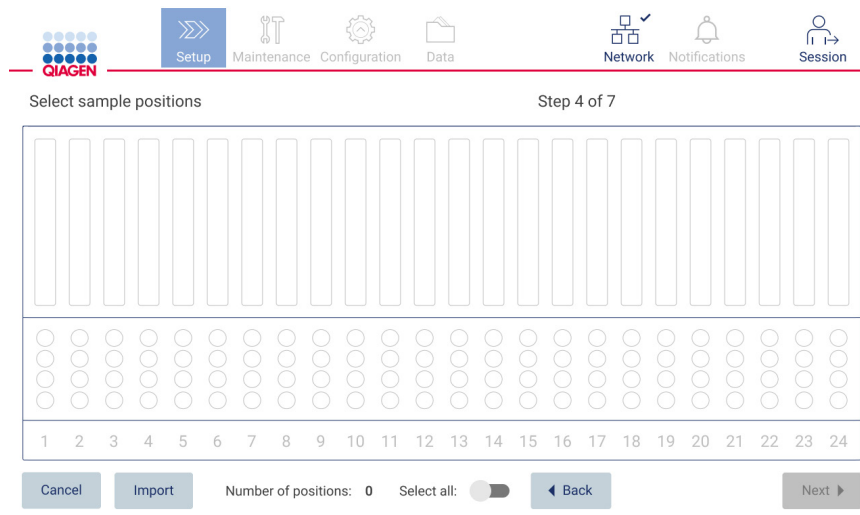 QIAGEN
Setup Maintenance Configuration Data Network Notifications Session
Select sample positions Step 4 of 7
1 2 3 4 5 6 7 8 9 10 11 12 13 14 15 16 17 18 19 20 21 22 23 24
Cancel Import Number of positions: 0 Select all: Back Next